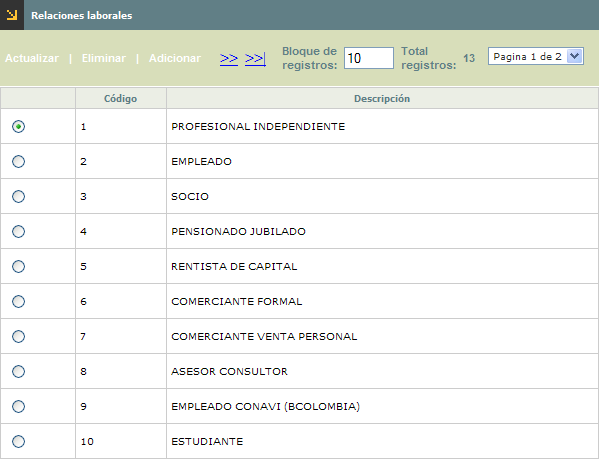 Relaciones laborales
Actualizar | Eliminar | Adicionar >> >>| Bloque de registros: 10 Total registros: 13 Pagina 1 de 2
Código Descripción
1 PROFESIONAL INDEPENDIENTE
2 EMPLEADO
3 SOCIO
4 PENSIONADO JUBILADO
5 RENTISTA DE CAPITAL
6 COMERCIANTE FORMAL
7 COMERCIANTE VENTA PERSONAL
8 ASESOR CONSULTOR
9 EMPLEADO CONAVI (BCOLOMBIA)
10 ESTUDIANTE